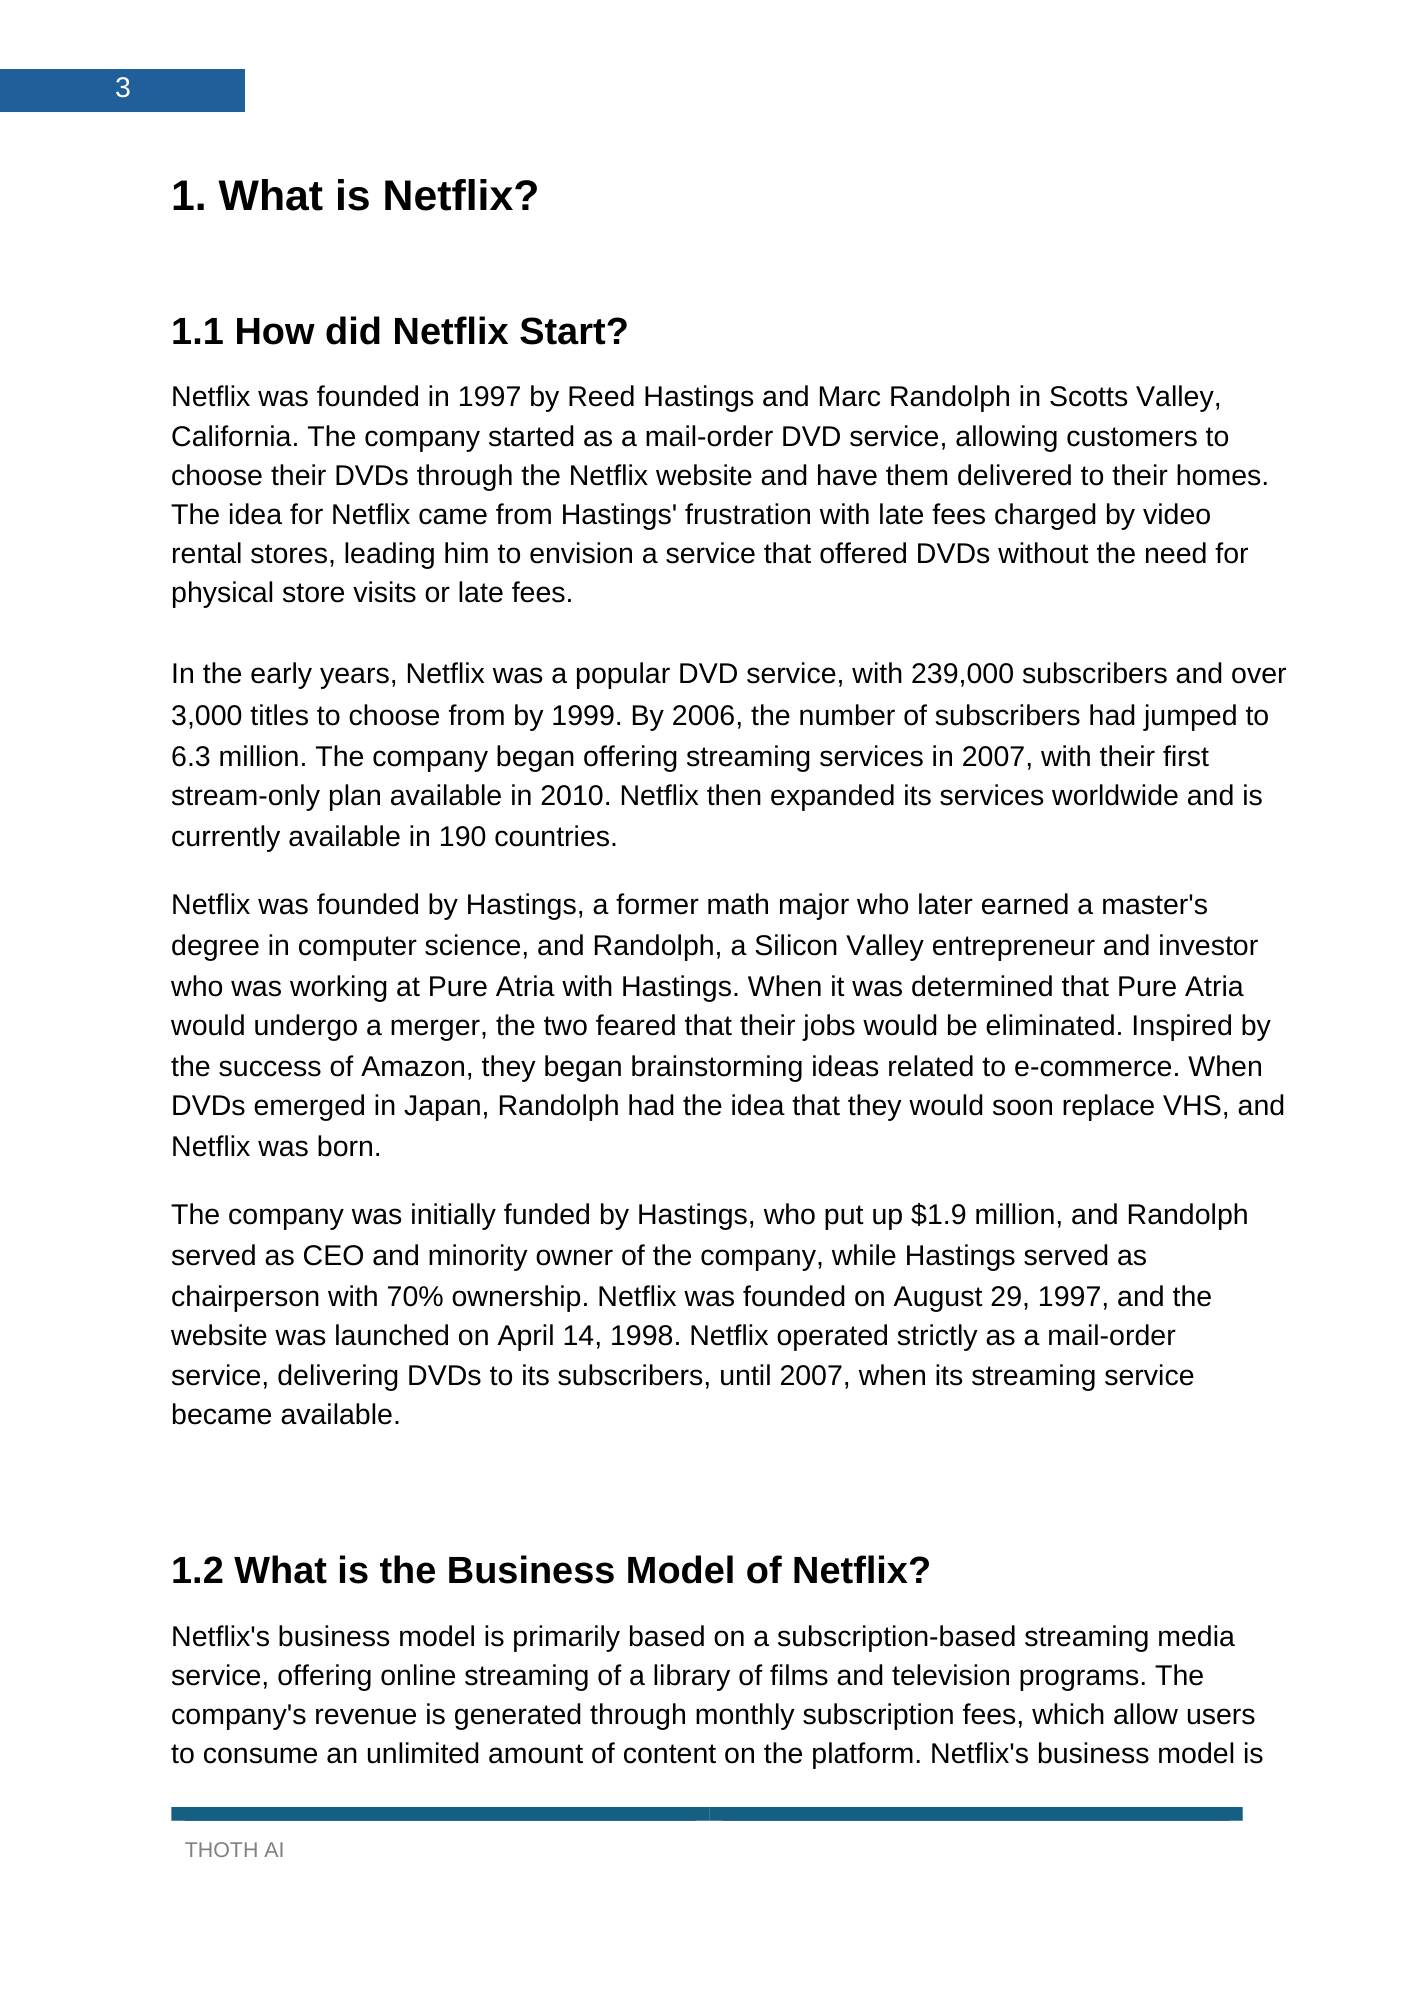 3
1. What is Netflix?
1.1 How did Netflix Start?
Netflix was founded in 1997 by Reed Hastings and Marc Randolph in Scotts Valley,
California. The company started as a mail-order DVD service, allowing customers to
choose their DVDs through the Netflix website and have them delivered to their homes.
The idea for Netflix came from Hastings' frustration with late fees charged by video
rental stores, leading him to envision a service that offered DVDs without the need for
physical store visits or late fees.
In the early years, Netflix was a popular DVD service, with 239,000 subscribers and over
3,000 titles to choose from by 1999. By 2006, the number of subscribers had jumped to
6.3 million. The company began offering streaming services in 2007, with their first
stream-only plan available in 2010. Netflix then expanded its services worldwide and is
currently available in 190 countries.
Netflix was founded by Hastings, a former math major who later earned a master's
degree in computer science, and Randolph, a Silicon Valley entrepreneur and investor
who was working at Pure Atria with Hastings. When it was determined that Pure Atria
would undergo a merger, the two feared that their jobs would be eliminated. Inspired by
the success of Amazon, they began brainstorming ideas related to e-commerce. When
DVDs emerged in Japan, Randolph had the idea that they would soon replace VHS, and
Netflix was born.
The company was initially funded by Hastings, who put up $1.9 million, and Randolph
served as CEO and minority owner of the company, while Hastings served as
chairperson with 70% ownership. Netflix was founded on August 29, 1997, and the
website was launched on April 14, 1998. Netflix operated strictly as a mail-order
service, delivering DVDs to its subscribers, until 2007, when its streaming service
became available.
1.2 What is the Business Model of Netflix?
Netflix's business model is primarily based on a subscription-based streaming media
service, offering online streaming of a library of films and television programs. The
company's revenue is generated through monthly subscription fees, which allow users
to consume an unlimited amount of content on the platform. Netflix's business model is
THOTH AI